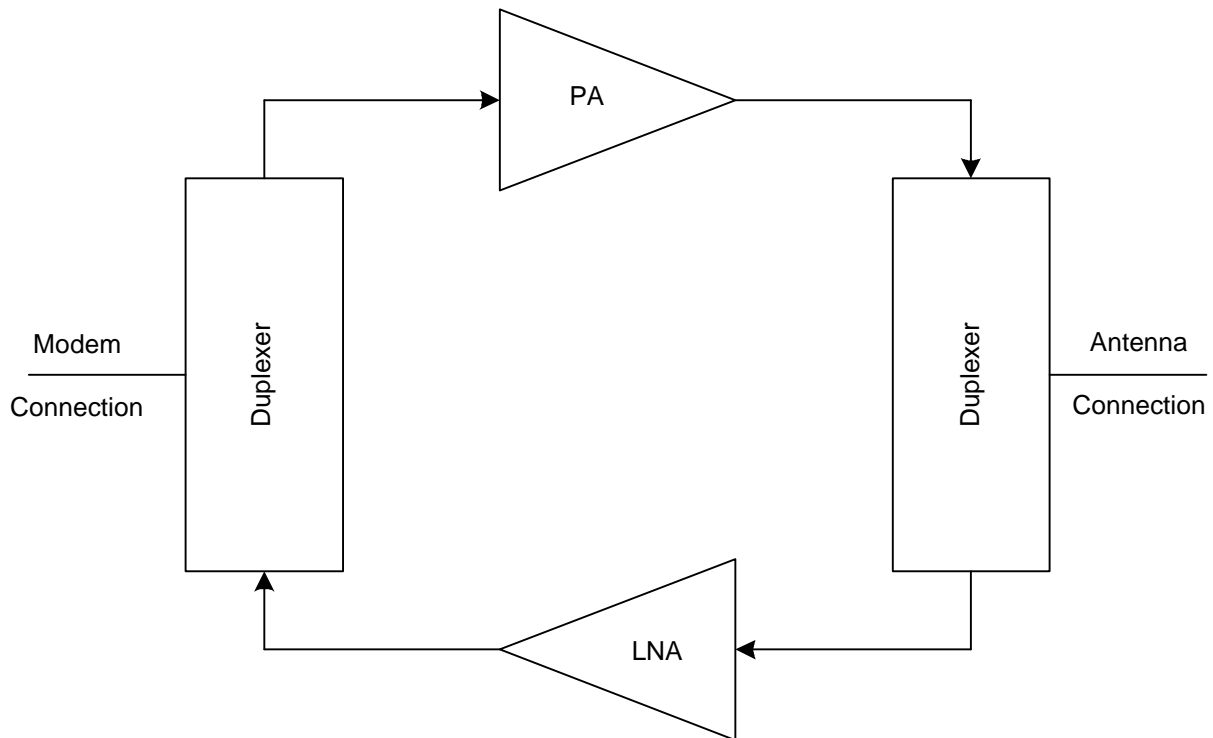 PA
Modem
Connection
Duplexer
Duplexer
Antenna
Connection
LNA